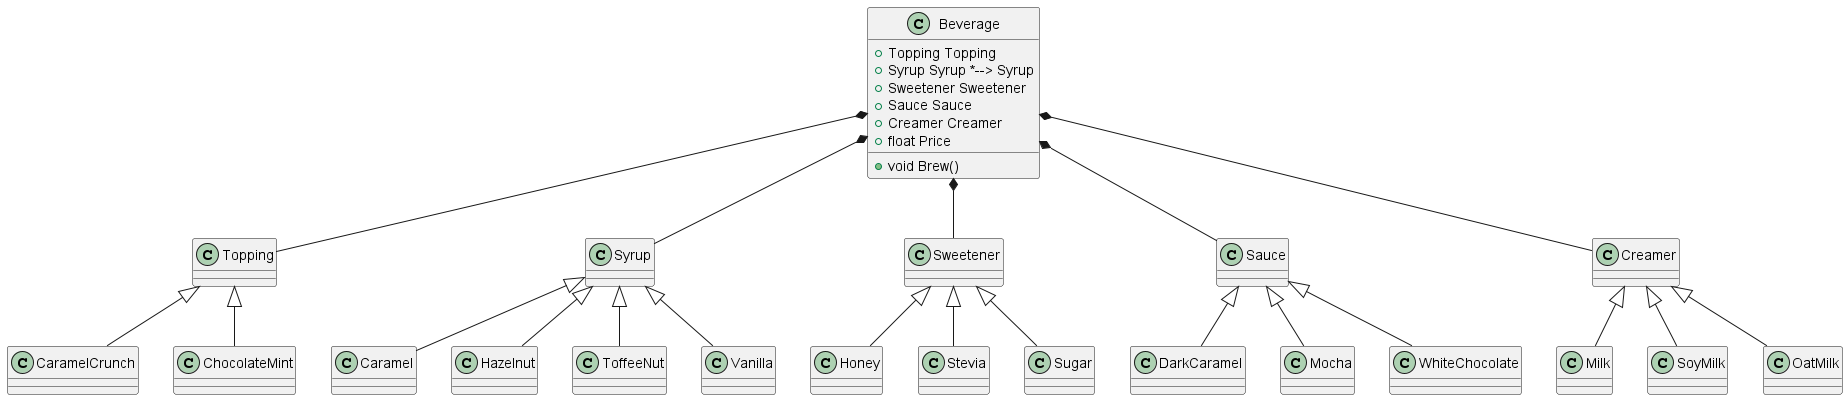 C Beverage
Topping Topping
Syrup Syrup *--> Syrup
Sweetener Sweetener
Sauce Sauce
Creamer Creamer
float Price
void Brew()
C Topping
C Syrup
C Sweetener
C Sauce
C Creamer
C CaramelCrunch
C ChocolateMint
C Caramel
C Hazelnut
C ToffeeNut
C Vanilla
C Honey
C Stevia
C Sugar
C DarkCaramel
C Mocha
C WhiteChocolate
C Milk
C SoyMilk
C OatMilk